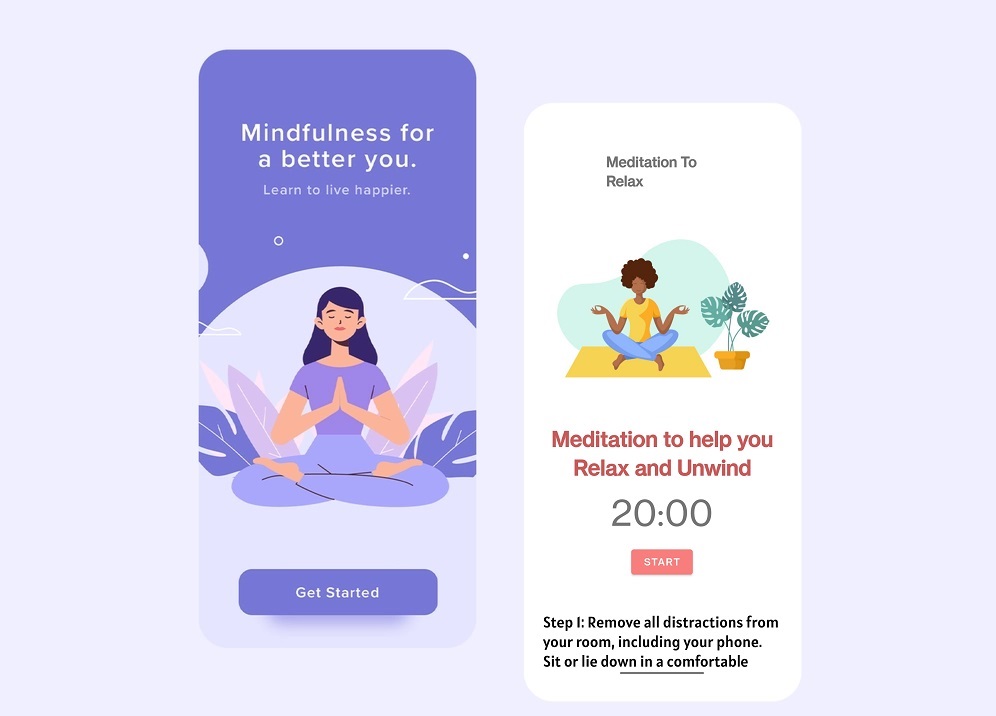 Mindfulness for
a better you.
Learn to live happier.
Get Started
Meditation To
Relax
Meditation to help you
Relax and Unwind
20:00
START
Step 1: Remove all distractions from
your room, including your phone.
Sit or lie down in a comfortable